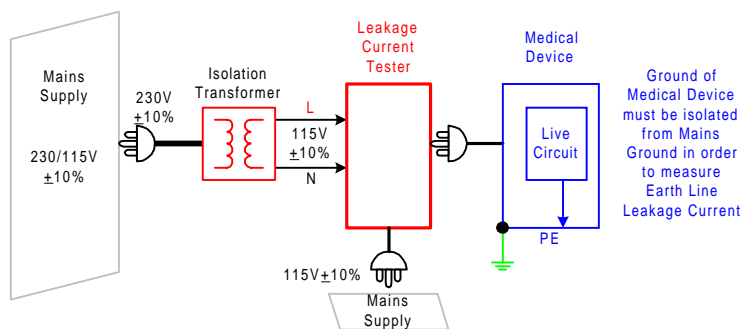 Mains
Supply
230/115V
±10%
230V
±10%
Isolation
Transformer
L
115V
±10%
N
Leakage
Current
Tester
115V±10%
Mains
Supply
Medical
Device
Live
Circuit
PE
Ground of
Medical Device
must be isolated
from Mains
Ground in order
to measure
Earth Line
Leakage Current